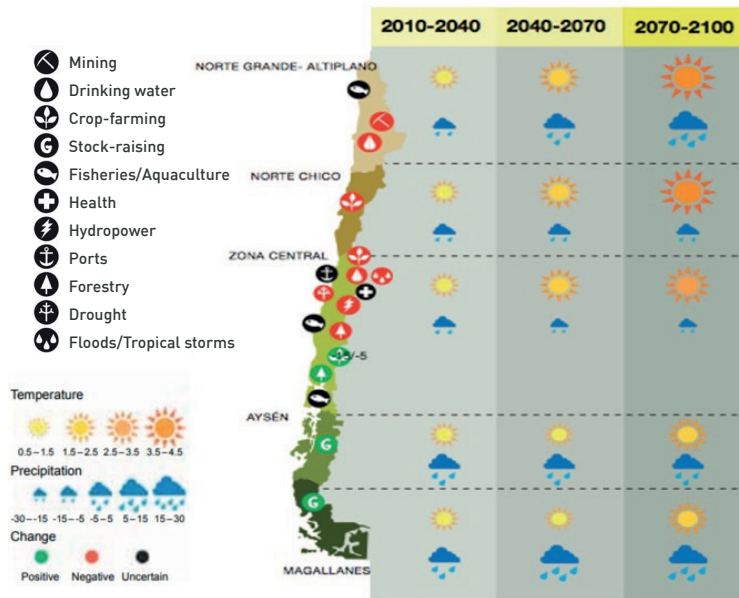 2010-2040 2040-2070 2070-2100
NORTE GRANDE- ALTIPLANO
Mining
Drinking water
Crop-farming
Stock-raising
Fisheries/Aquaculture
Health
Hydropower
Ports
Forestry
Drought
Floods/Tropical storms
NORTE CHICO
ZONA CENTRAL
/-5
AYSÉN
MAGALLANES
G
G
G
Temperature
0.5–1.5 1.5–2.5 2.5–3.5 3.5–4.5
Precipitation
-30–-15 -15–-5 -5–5 5–15 15–30
Change
Positive Negative Uncertain